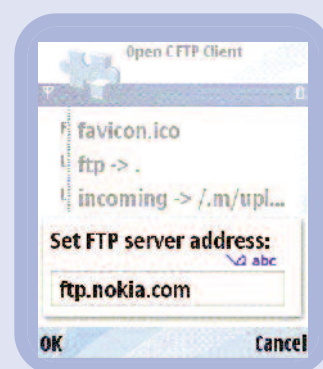 Open C FTP Client
favicon.ico
ftp -> .
incoming -> /.m/upl...
Set FTP server address:
abc
ftp.nokia.com
OK Cancel